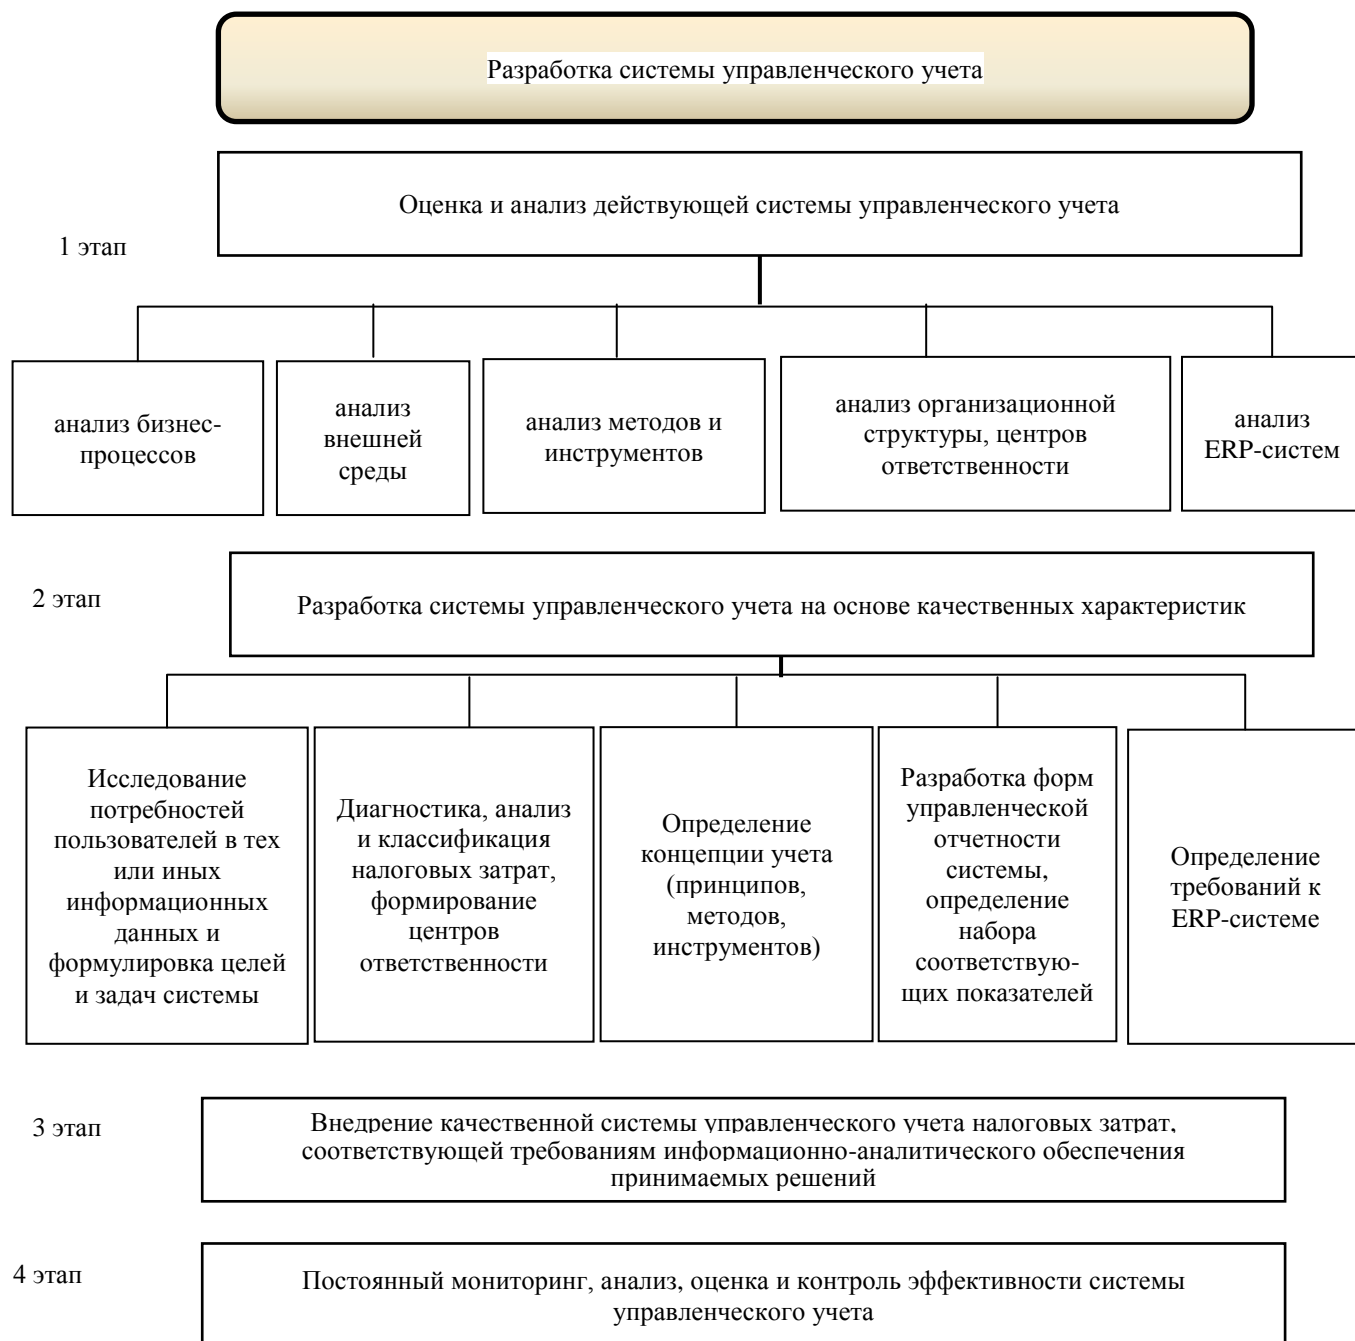 Разработка системы управленческого учета
Оценка и анализ действующей системы управленческого учета
1 этап
анализ бизнес-
процессов
анализ
внешней
среды
анализ методов и
инструментов
анализ организационной
структуры, центров
ответственности
анализ
ERP-систем
2 этап
Разработка системы управленческого учета на основе качественных характеристик
Исследование
потребностей
пользователей в тех
или иных
информационных
данных и
формулировка целей
и задач системы
Диагностика, анализ
и классификация
налоговых затрат,
формирование
центров
ответственности
Определение
концепции учета
(принципов,
методов,
инструментов)
Разработка форм
управленческой
отчетности
системы,
определение
набора
соответствую-
щих показателей
Определение
требований к
ERP-системе
3 этап
Внедрение качественной системы управленческого учета налоговых затрат,
соответствующей требованиям информационно-аналитического обеспечения
принимаемых решений
4 этап
Постоянный мониторинг, анализ, оценка и контроль эффективности системы
управленческого учета